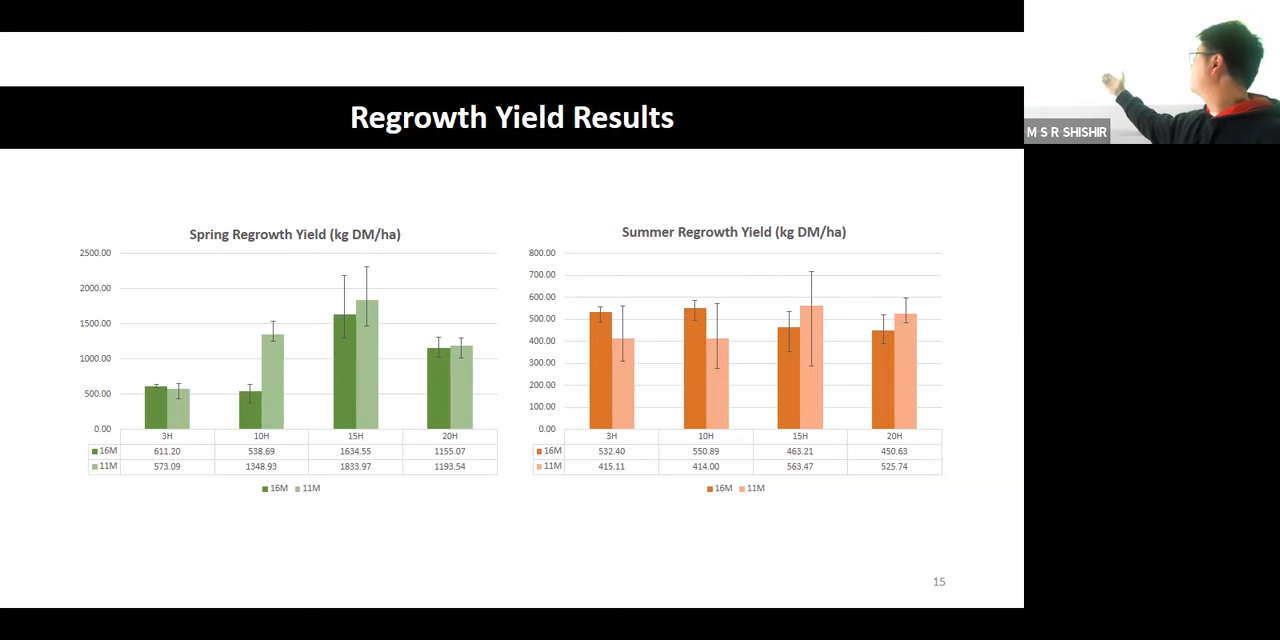 Regrowth Yield Results
M S R SHISHIR
Spring Regrowth Yield (kg DM/ha)
2500.00
2000.00
1500.00
1000.00
500.00
0.00
3H 10H 15H 20H
16M 611.20 538.69 1634.55 1155.07
11M 573.09 1348.93 1833.97 1193.54
16M 11M
Summer Regrowth Yield (kg DM/ha)
800.00
700.00
600.00
500.00
400.00
300.00
200.00
100.00
0.00
3H 10H 15H 20H
16M 532.40 550.89 463.21 450.63
11M 415.11 414.00 563.47 525.74
16M 11M
15